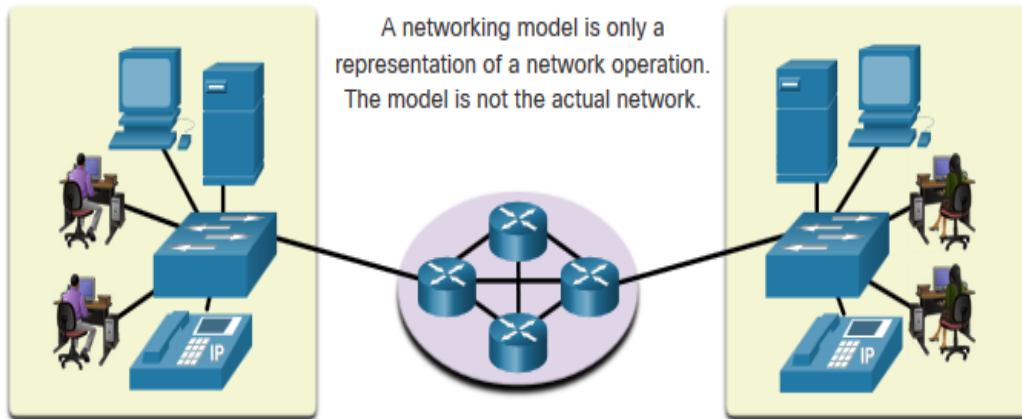 A networking model is only a
representation of a network operation.
The model is not the actual network.
IP
IP